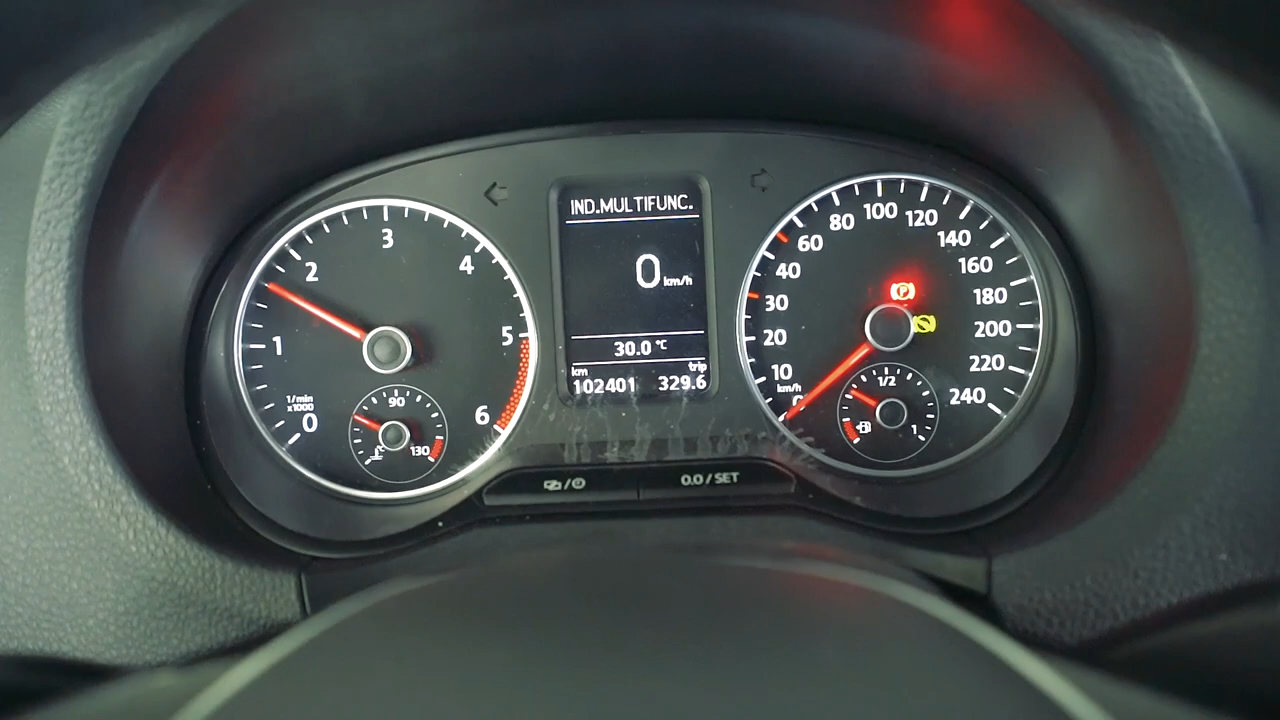 IND.MULTIFUNC.
0 km/h
30.0 °C
km trip
102401 329.6
0 1 2 3 4 5 6
1/min
x1000
90
130
0 10 20 30 40 60 80 100 120 140 160 180 200 220 240
km/h
P
1/2
1
0.0 / SET